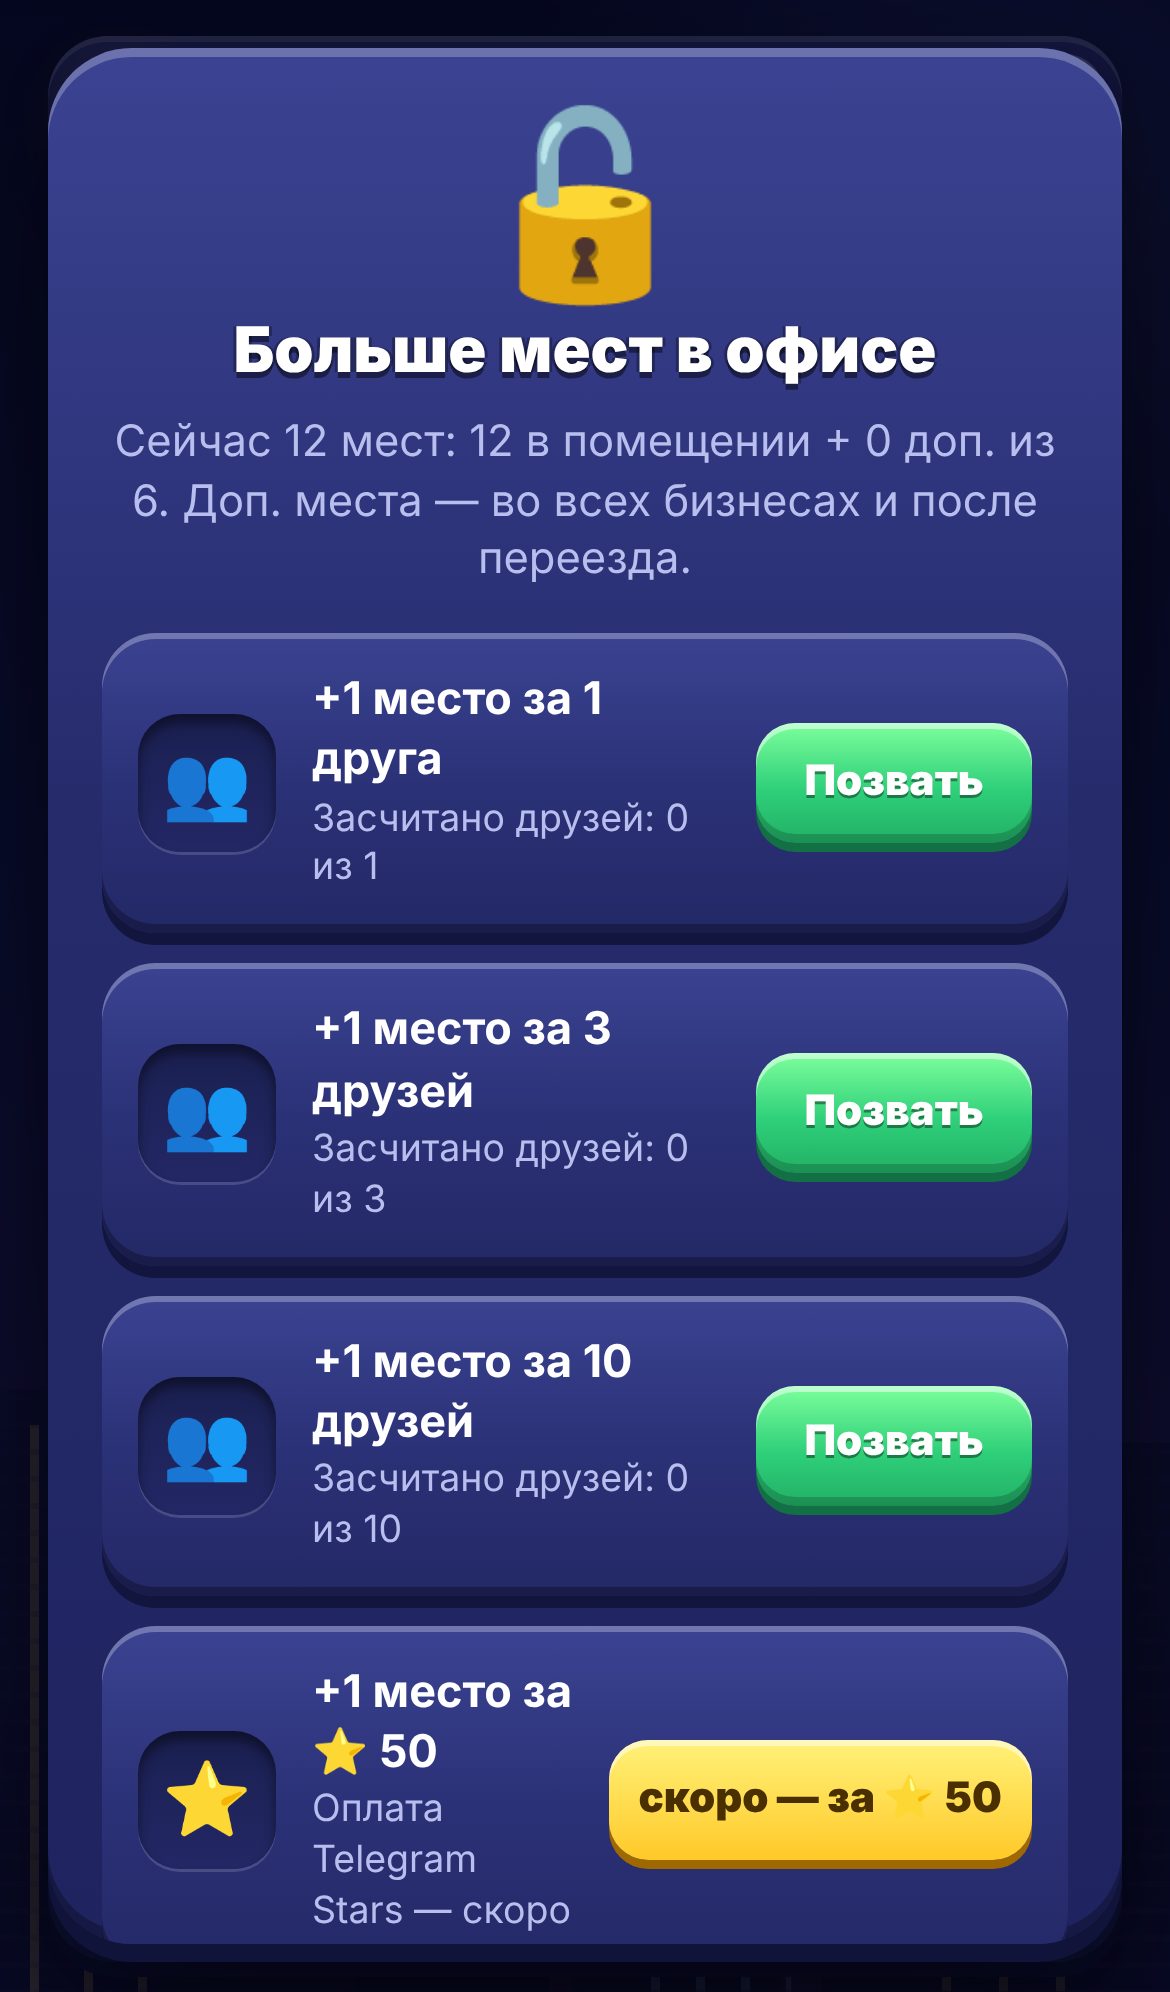 Больше мест в офисе
Сейчас 12 мест: 12 в помещении + 0 доп. из
6. Доп. места — во всех бизнесах и после
переезда.
+1 место за 1
друга
Засчитано друзей: 0
из 1
Позвать
+1 место за 3
друзей
Засчитано друзей: 0
из 3
Позвать
+1 место за 10
друзей
Засчитано друзей: 0
из 10
Позвать
+1 место за
⭐ 50
Оплата
Telegram
Stars — скоро
скоро — за ⭐ 50